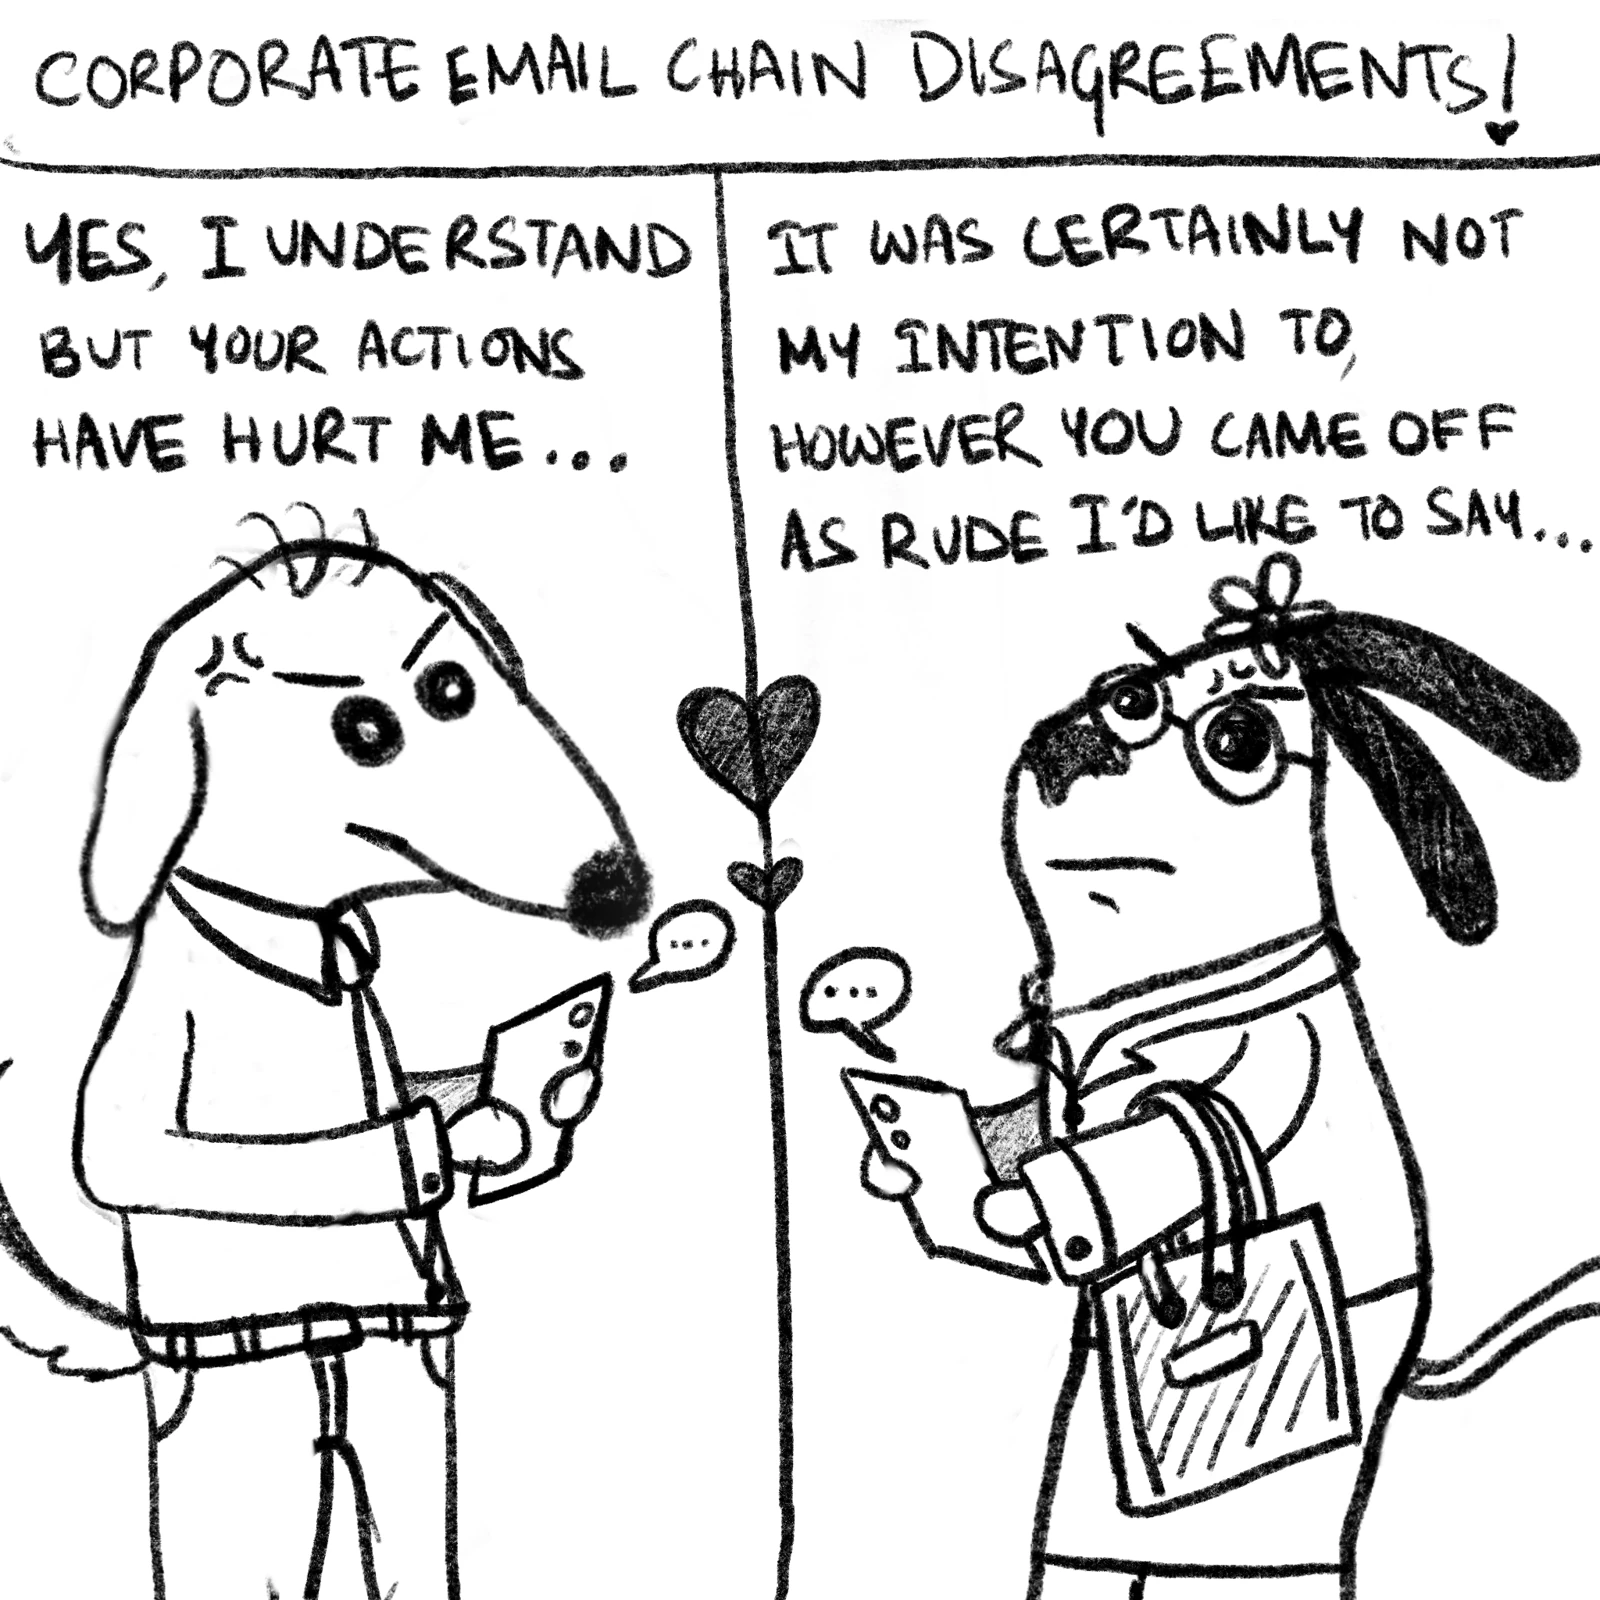 CORPORATE EMAIL CHAIN DISAGREEMENTS!
YES, I UNDERSTAND
BUT YOUR ACTIONS
HAVE HURT ME...
IT WAS CERTAINLY NOT
MY INTENTION TO,
HOWEVER YOU CAME OFF
AS RUDE I'D LIKE TO SAY...
...
...